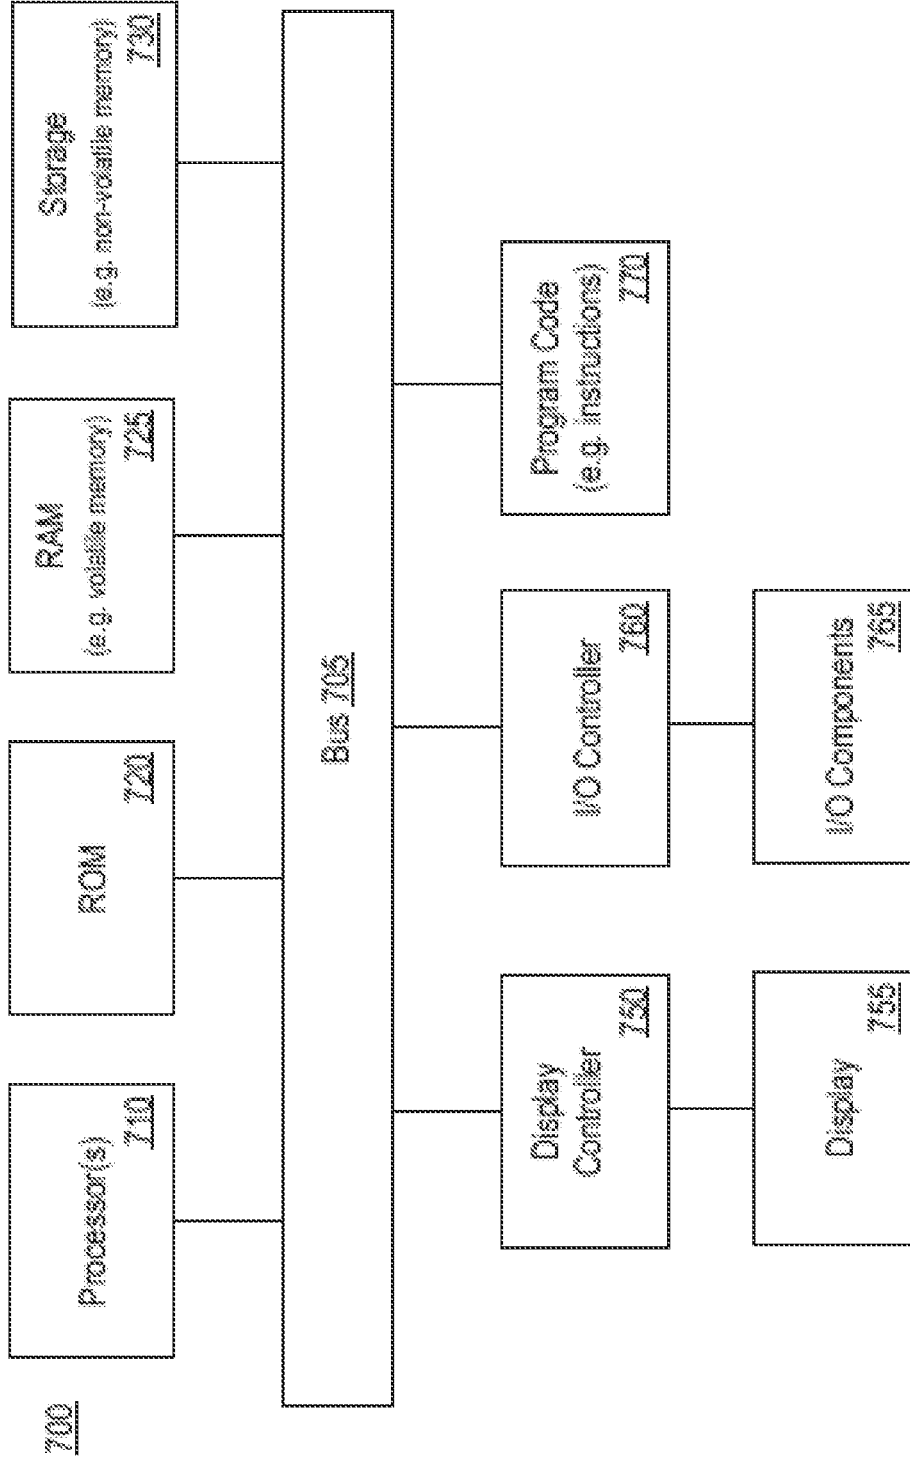 700
Processor(s)
710
ROM
720
RAM
(e.g. volatile memory)
725
Storage
(e.g. non-volatile memory)
730
Bus 705
Display
Controller
750
I/O Controller
760
Program Code
(e.g. instructions)
770
Display
755
I/O Components
765